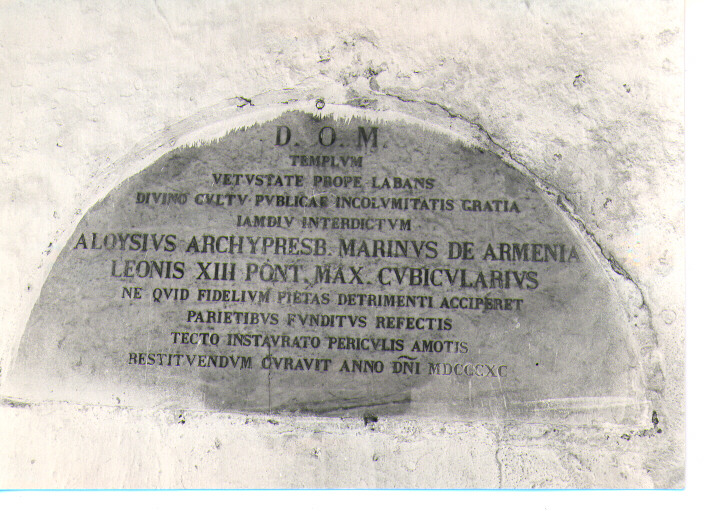 D. O. M.
TEMPLVM
VETVSTATE PROPE LABANS
DIVINO CVLTV PVBLICAE INCOLVMITATIS GRATIA
IAMDIV INTERDICTVM
ALOYSIVS ARCHYPRESB. MARINVS DE ARMENIA
LEONIS XIII PONT. MAX. CVBICVLARIVS
NE QVID FIDELIVM PIETAS DETRIMENTI ACCIPERET
PARIETIBVS FVNDITVS REFECTIS
TECTO INSTAVRATO PERICVLIS AMOTIS
RESTITVENDVM CVRAVIT ANNO DÑI MDCCCXC